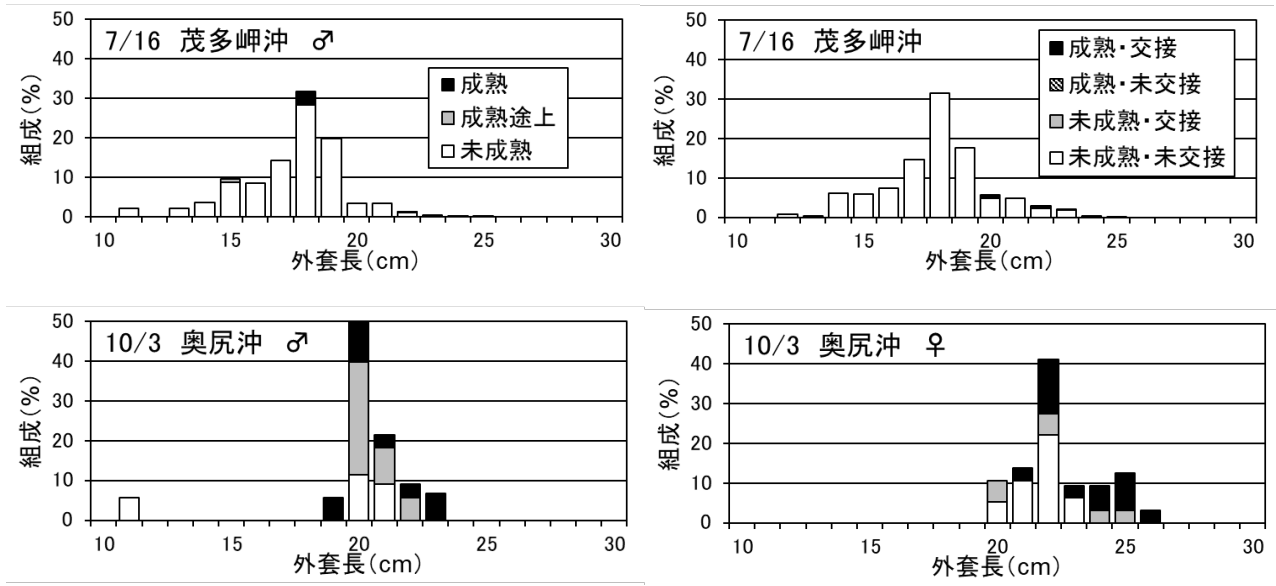 7/16 茂多岬沖 ♂
50
40
30
20
10
0
組成(%)
成熟
成熟途上
未成熟
10 15 20 25 30
外套長(cm)
7/16 茂多岬沖
50
40
30
20
10
0
組成(%)
成熟・交接
成熟・未交接
未成熟・交接
未成熟・未交接
10 15 20 25 30
外套長(cm)
10/3 奥尻沖 ♂
50
40
30
20
10
0
組成(%)
10 15 20 25 30
外套長(cm)
10/3 奥尻沖 ♀
50
40
30
20
10
0
組成(%)
10 15 20 25 30
外套長(cm)